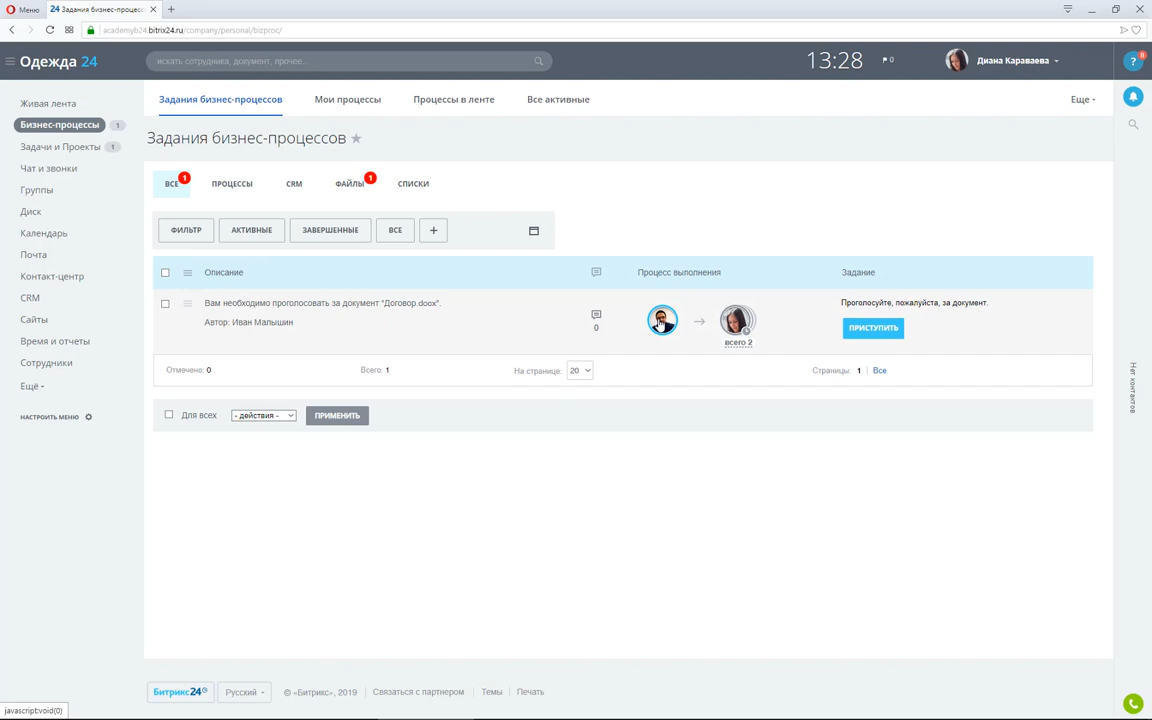 Меню
24 Задания бизнес-процесс
academyb24.bitrix24.ru/company/personal/bizproc/
Одежда 24
искать сотрудника, документ, прочее...
13:28
0
Диана Караваева
?
8
Живая лента
Бизнес-процессы 1
Задачи и Проекты 1
Чат и звонки
Группы
Диск
Календарь
Почта
Контакт-центр
CRM
Сайты
Время и отчеты
Сотрудники
Ещё
НАСТРОИТЬ МЕНЮ
Задания бизнес-процессов
Мои процессы
Процессы в ленте
Все активные
Еще
Задания бизнес-процессов
ВСЕ 1
ПРОЦЕССЫ
CRM
ФАЙЛЫ 1
СПИСКИ
ФИЛЬТР
АКТИВНЫЕ
ЗАВЕРШЕННЫЕ
ВСЕ
+
Описание
Процесс выполнения
Задание
Вам необходимо проголосовать за документ "Договор.docx".
Автор: Иван Малышин
0
всего 2
Проголосуйте, пожалуйста, за документ.
ПРИСТУПИТЬ
Отмечено: 0
Всего: 1
На странице: 20
Страницы: 1 Все
Для всех
- действия -
ПРИМЕНИТЬ
Нет контактов
Битрикс24
Русский
© «Битрикс», 2019
Связаться с партнером
Темы
Печать
javascript:void(0)